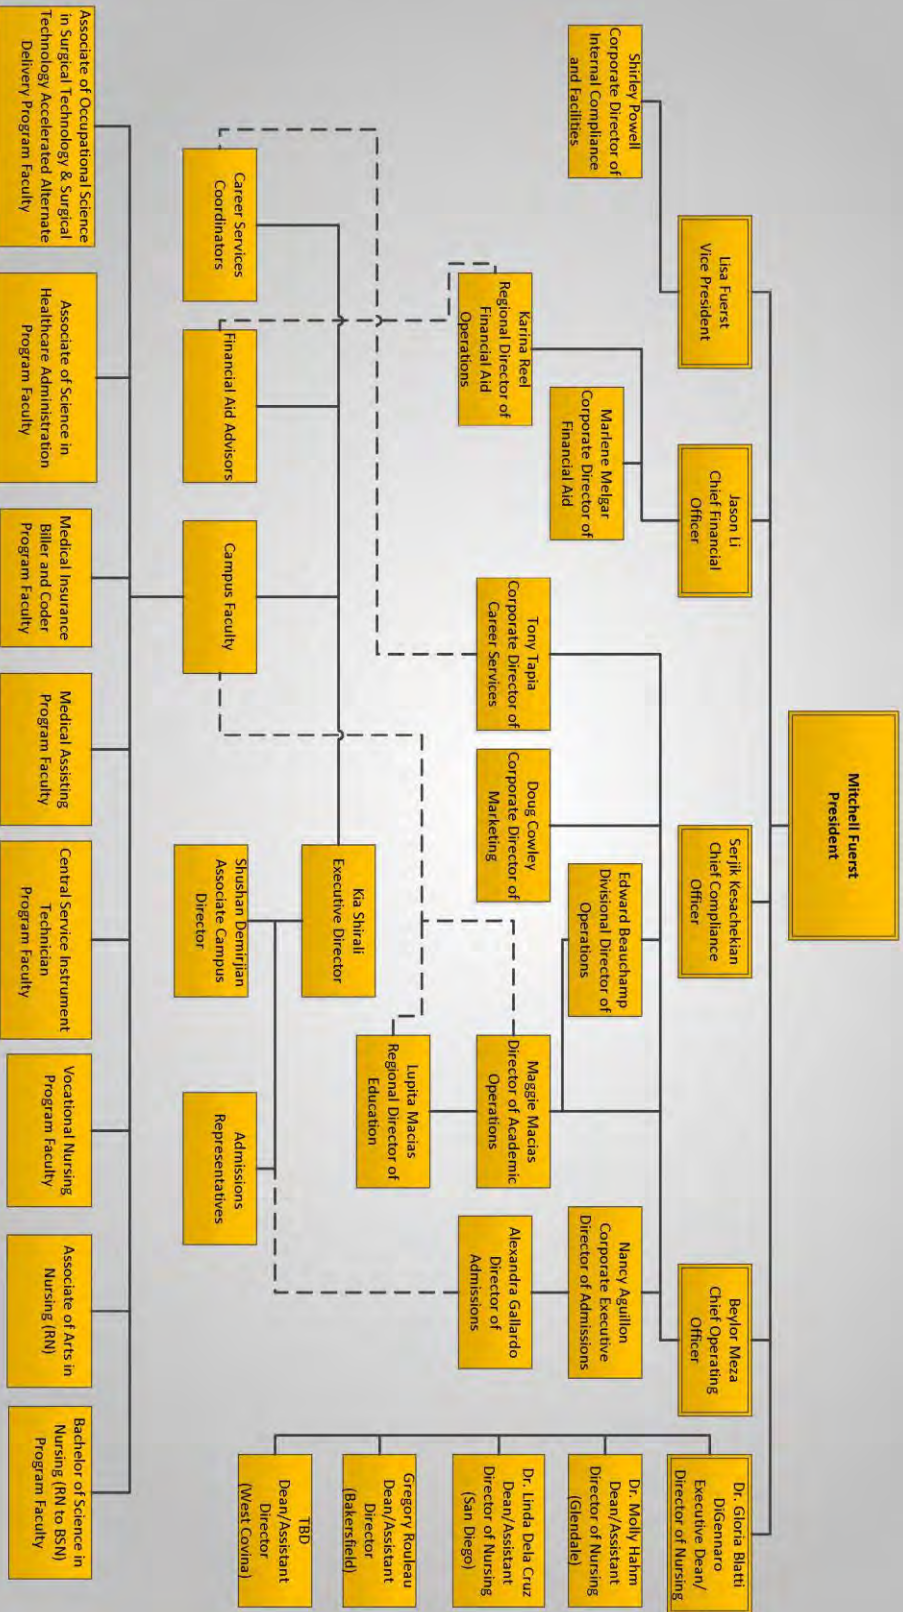 Mitchell Fuerst
President
Lisa Fuerst
Vice President
Jason Li
Chief Financial
Officer
Serjik Kesachekian
Chief Compliance
Officer
Beylor Meza
Chief Operating
Officer
Dr. Gloria Blatti
DiGennaro
Executive Dean/
Director of Nursing
Shirley Powell
Corporate Director of
Internal Compliance
and Facilities
Marlene Melgar
Corporate Director of
Financial Aid
Karina Reel
Regional Director of
Financial Aid
Operations
Tony Tapia
Corporate Director of
Career Services
Doug Cowley
Corporate Director of
Marketing
Edward Beauchamp
Divisional Director of
Operations
Maggie Macias
Director of Academic
Operations
Lupita Macias
Regional Director of
Education
Nancy Aguillon
Corporate Executive
Director of Admissions
Alexandra Gallardo
Director of
Admissions
Dr. Molly Hahm
Dean/Assistant
Director of Nursing
(Glendale)
Dr. Linda Dela Cruz
Dean/Assistant
Director of Nursing
(San Diego)
Gregory Rouleau
Dean/Assistant
Director
(Bakersfield)
TBD
Dean/Assistant
Director
(West Covina)
Kia Shirali
Executive Director
Career Services
Coordinators
Financial Aid Advisors
Campus Faculty
Shushan Demirjian
Associate Campus
Director
Admissions
Representatives
Associate of Occupational Science
in Surgical Technology & Surgical
Technology Accelerated Alternate
Delivery Program Faculty
Associate of Science in
Healthcare Administration
Program Faculty
Medical Insurance
Biller and Coder
Program Faculty
Medical Assisting
Program Faculty
Central Service Instrument
Technician
Program Faculty
Vocational Nursing
Program Faculty
Associate of Arts in
Nursing (RN)
Bachelor of Science in
Nursing (RN to BSN)
Program Faculty